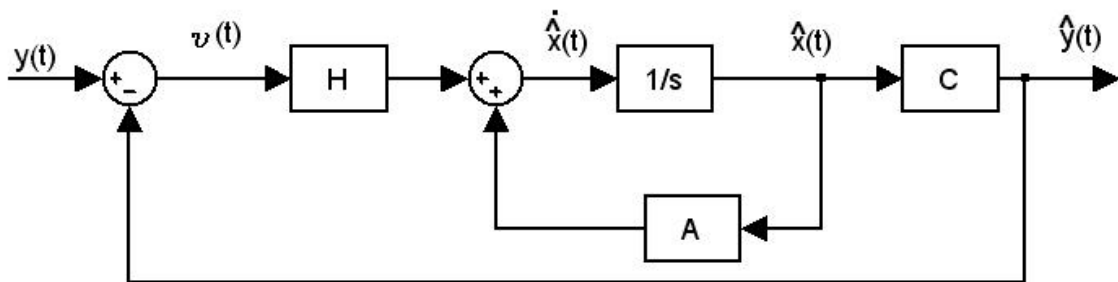 y(t)
+
−
𝜐(t)
H
+
+
ẋ̂(t)
1/s
x̂(t)
C
ŷ(t)
A